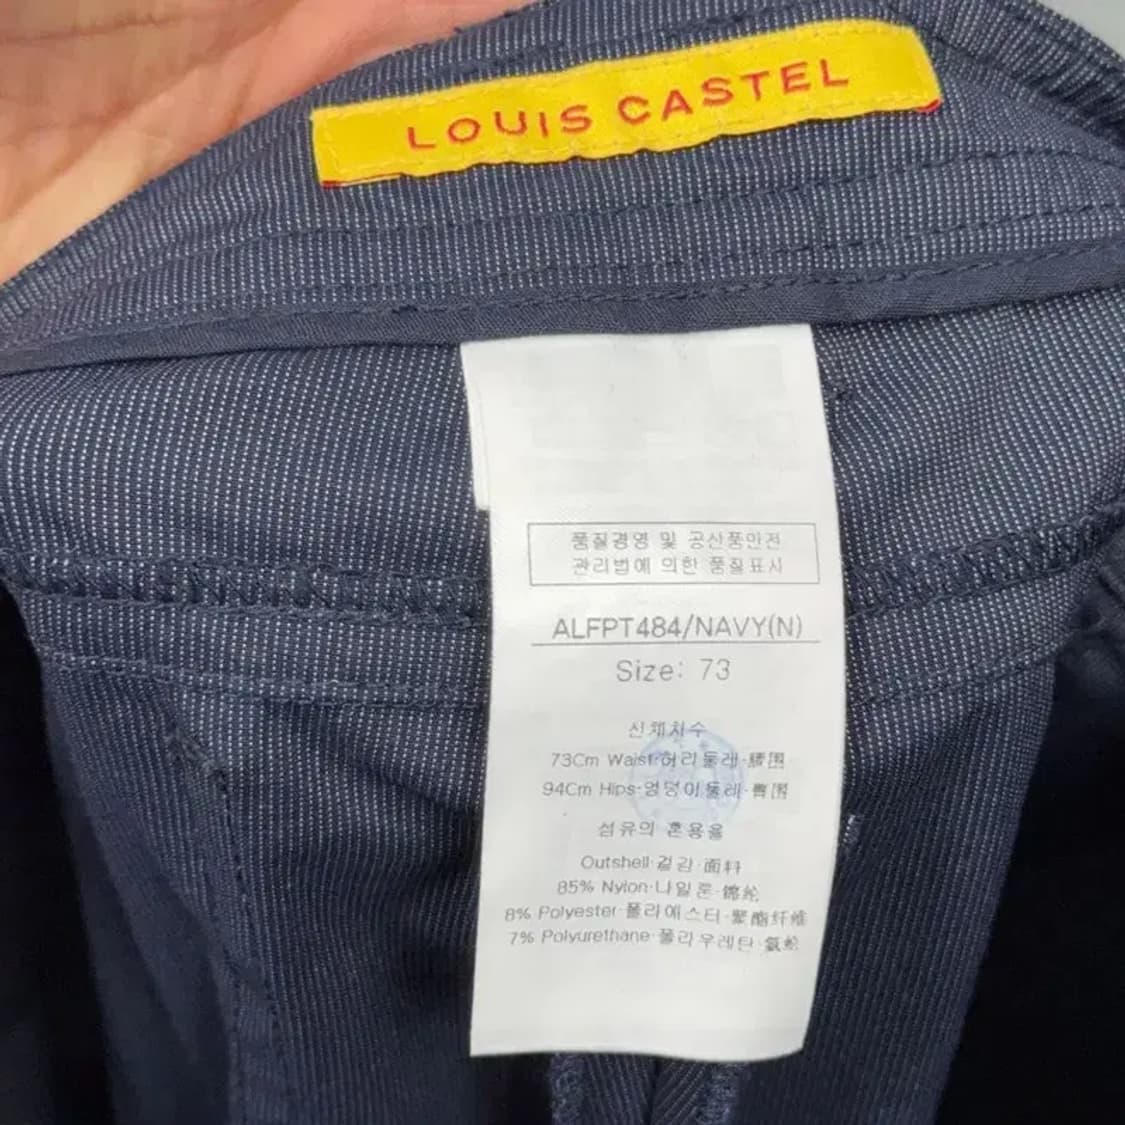 LOUIS CASTEL
품질경영 및 공산품안전
관리법에 의한 품질표시
ALFPT484/NAVY(N)
Size: 73
신체치수
73Cm Waist·허리둘레·腰围
94Cm Hips·엉덩이둘레·臀围
섬유의 혼용율
Outshell·겉감·面料
85% Nylon·나일론·锦纶
8% Polyester·폴리에스터·聚酯纤维
7% Polyurethane·폴리우레탄·氨纶